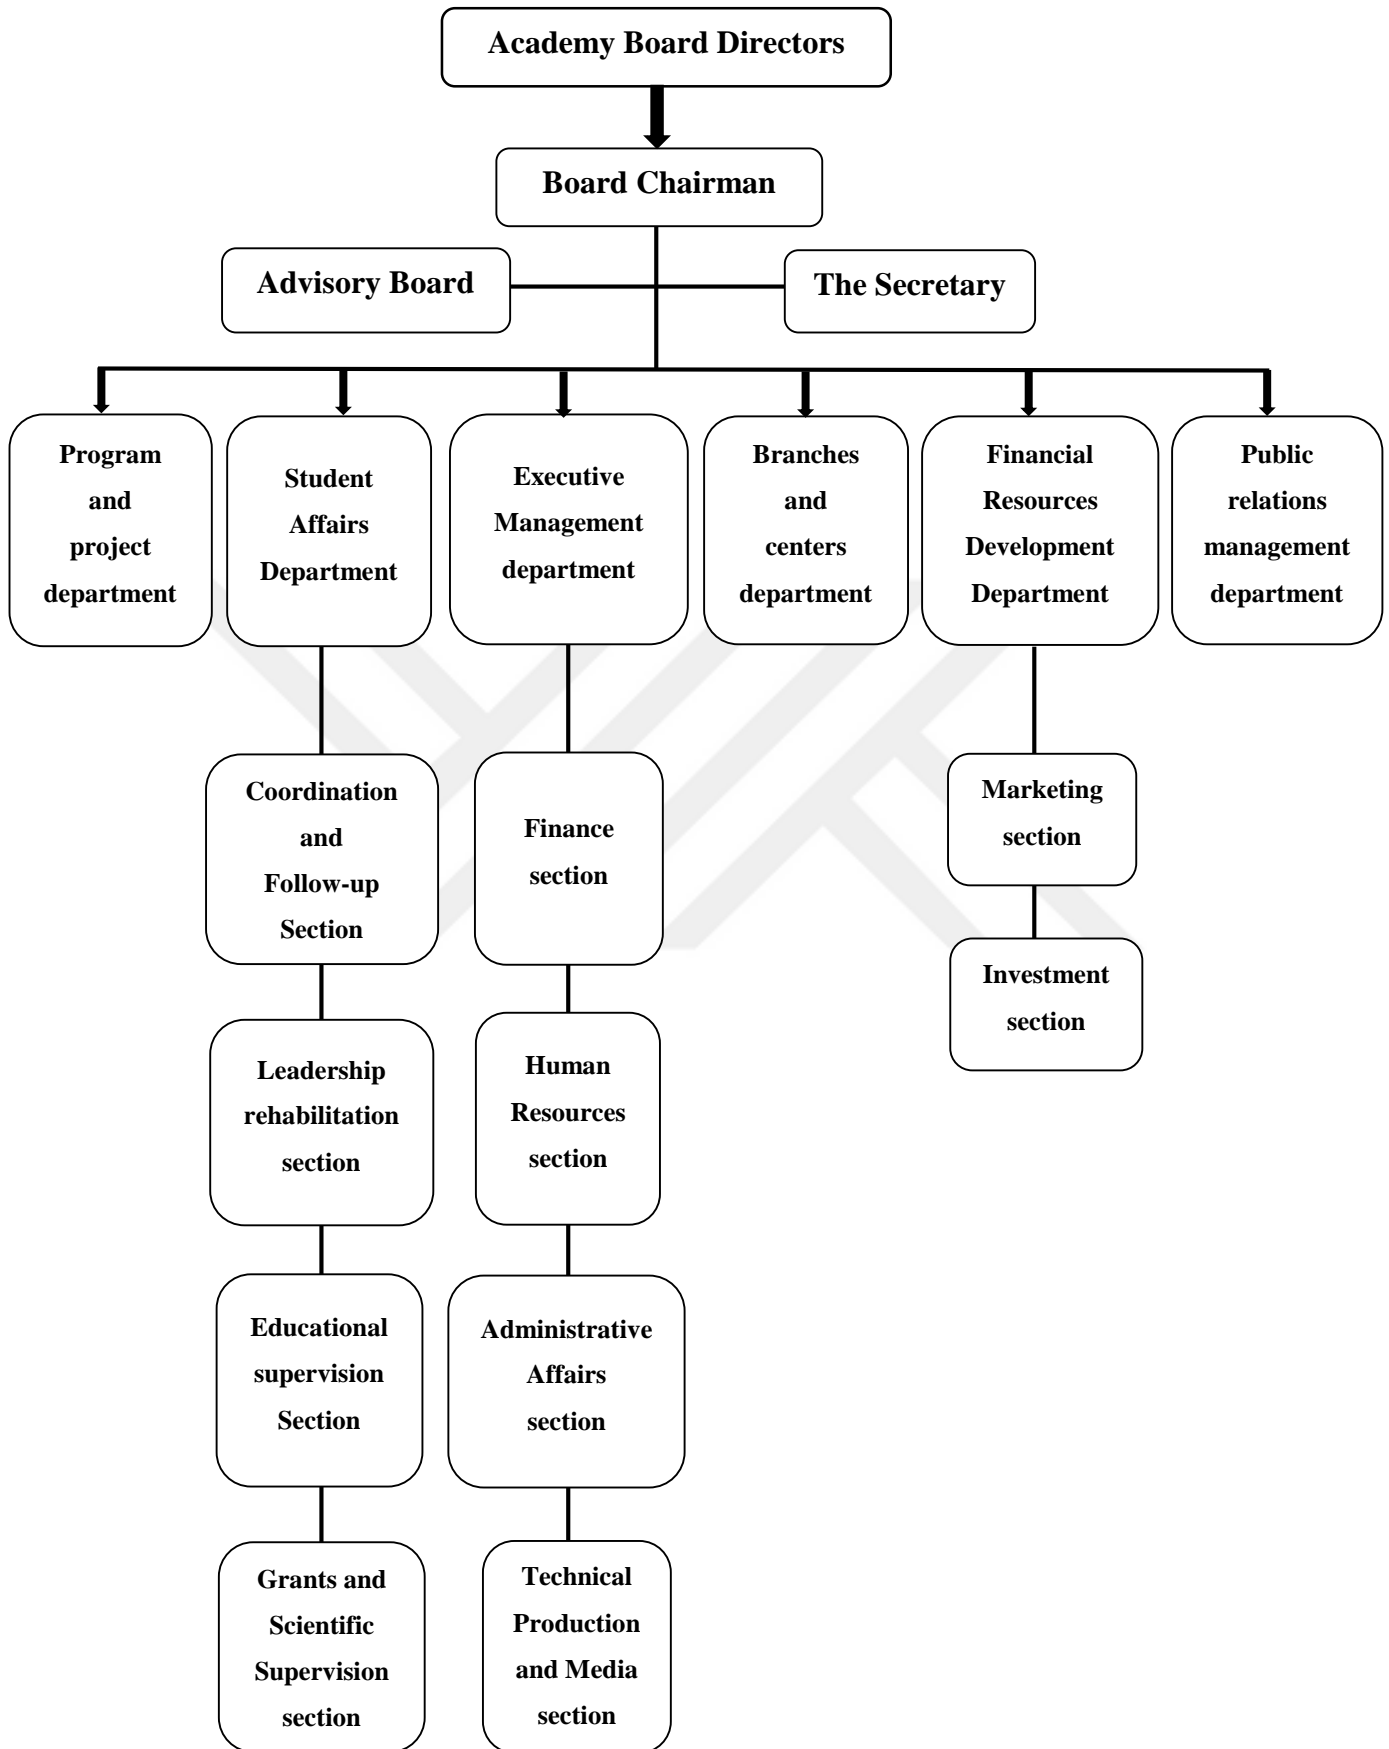 Academy Board Directors
Board Chairman
Advisory Board
The Secretary
Program
and
project
department
Student
Affairs
Department
Executive
Management
department
Branches
and
centers
department
Financial
Resources
Development
Department
Public
relations
management
department
Coordination
and
Follow-up
Section
Finance
section
Marketing
section
Investment
section
Leadership
rehabilitation
section
Human
Resources
section
Educational
supervision
Section
Administrative
Affairs
section
Grants and
Scientific
Supervision
section
Technical
Production
and Media
section